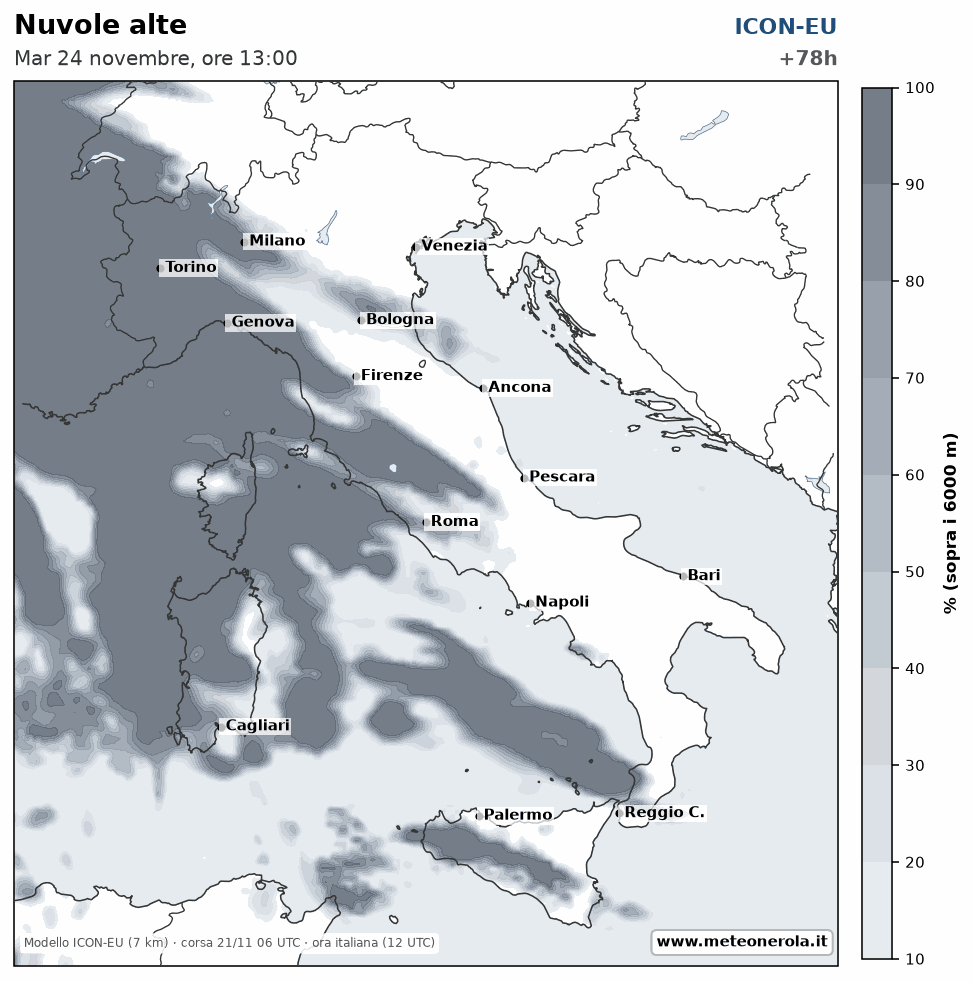 Nuvole alte
ICON-EU
Mar 24 novembre, ore 13:00
+78h
Milano
Venezia
Torino
Genova
Bologna
Firenze
Ancona
Pescara
Roma
Bari
Napoli
Cagliari
Palermo
Reggio C.
100
90
80
70
60
50
40
30
20
10
% (sopra i 6000 m)
Modello ICON-EU (7 km) · corsa 21/11 06 UTC · ora italiana (12 UTC)
www.meteonerola.it